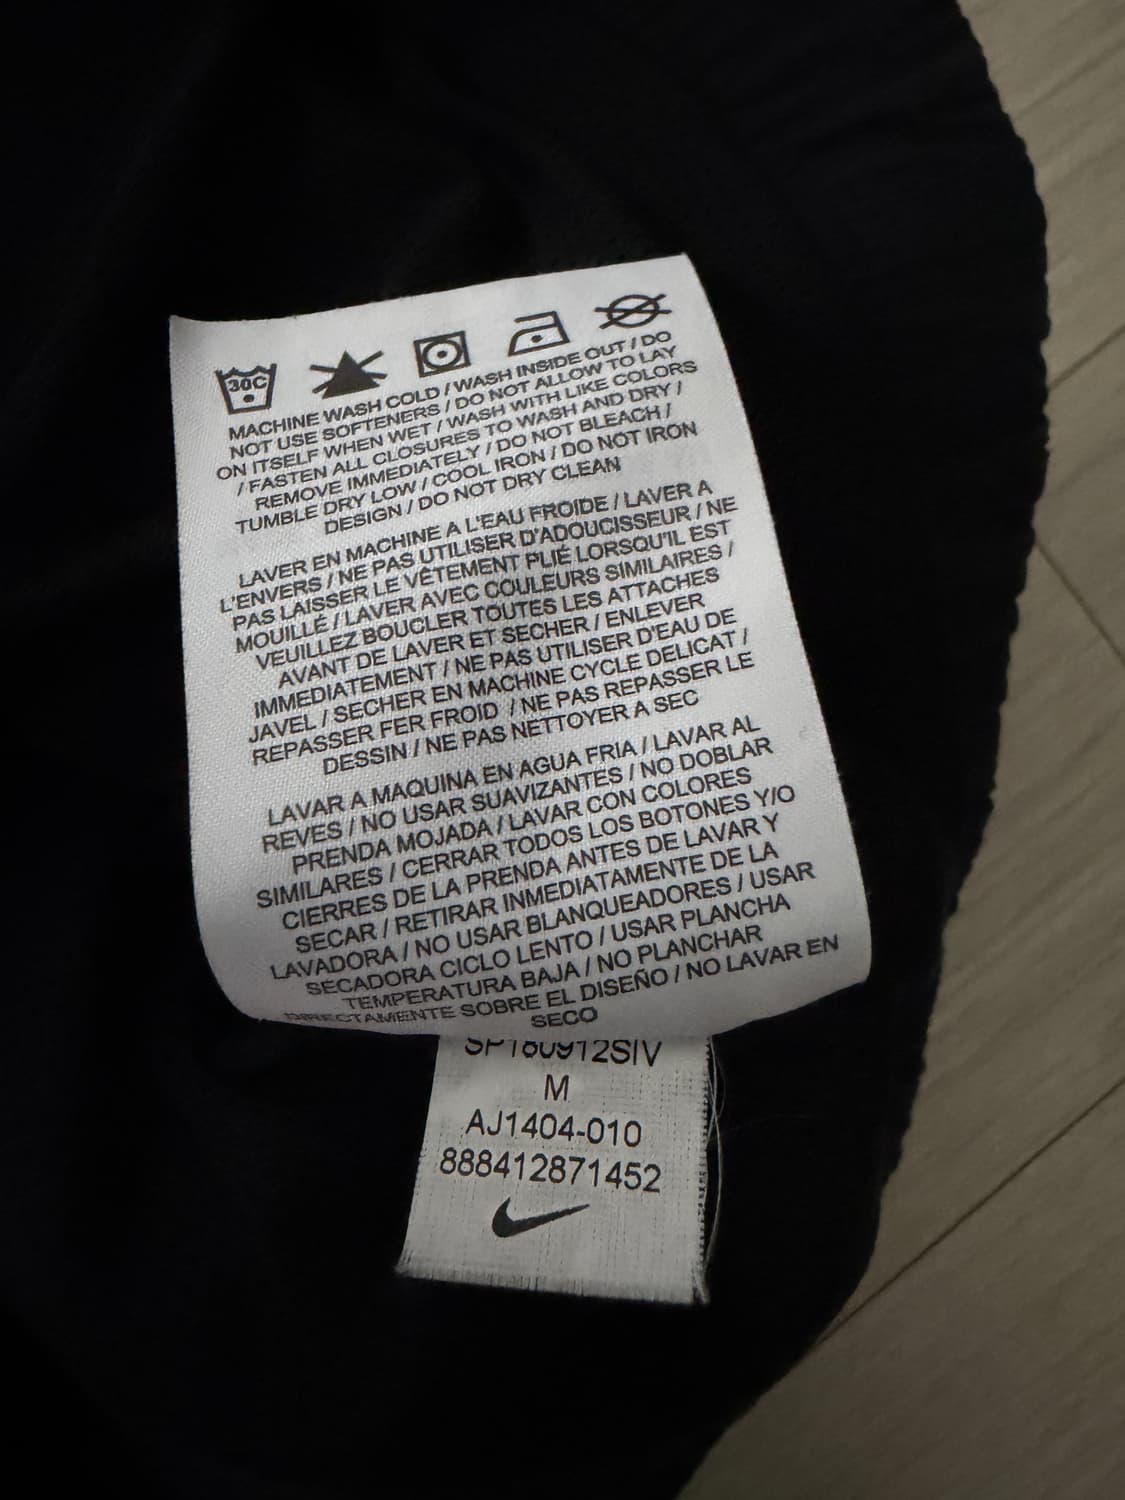 30C
MACHINE WASH COLD / WASH INSIDE OUT / DO
NOT USE SOFTENERS / DO NOT ALLOW TO LAY
ON ITSELF WHEN WET / WASH WITH LIKE COLORS
/ FASTEN ALL CLOSURES TO WASH AND DRY /
REMOVE IMMEDIATELY / DO NOT BLEACH /
TUMBLE DRY LOW / COOL IRON / DO NOT IRON
DESIGN / DO NOT DRY CLEAN
LAVER EN MACHINE A L'EAU FROIDE / LAVER A
L'ENVERS / NE PAS UTILISER D'ADOUCISSEUR / NE
PAS LAISSER LE VÊTEMENT PLIÉ LORSQU'IL EST
MOUILLÉ / LAVER AVEC COULEURS SIMILAIRES /
VEUILLEZ BOUCLER TOUTES LES ATTACHES
AVANT DE LAVER ET SECHER / ENLEVER
IMMEDIATEMENT / NE PAS UTILISER D'EAU DE
JAVEL / SECHER EN MACHINE CYCLE DELICAT /
REPASSER FER FROID / NE PAS REPASSER LE
DESSIN / NE PAS NETTOYER A SEC
LAVAR A MAQUINA EN AGUA FRIA / LAVAR AL
REVES / NO USAR SUAVIZANTES / NO DOBLAR
PRENDA MOJADA / LAVAR CON COLORES
SIMILARES / CERRAR TODOS LOS BOTONES Y/O
CIERRES DE LA PRENDA ANTES DE LAVAR Y
SECAR / RETIRAR INMEDIATAMENTE DE LA
LAVADORA / NO USAR BLANQUEADORES / USAR
SECADORA CICLO LENTO / USAR PLANCHA
TEMPERATURA BAJA / NO PLANCHAR
DIRECTAMENTE SOBRE EL DISEÑO / NO LAVAR EN
SECO
SP180912SIV
M
AJ1404-010
888412871452